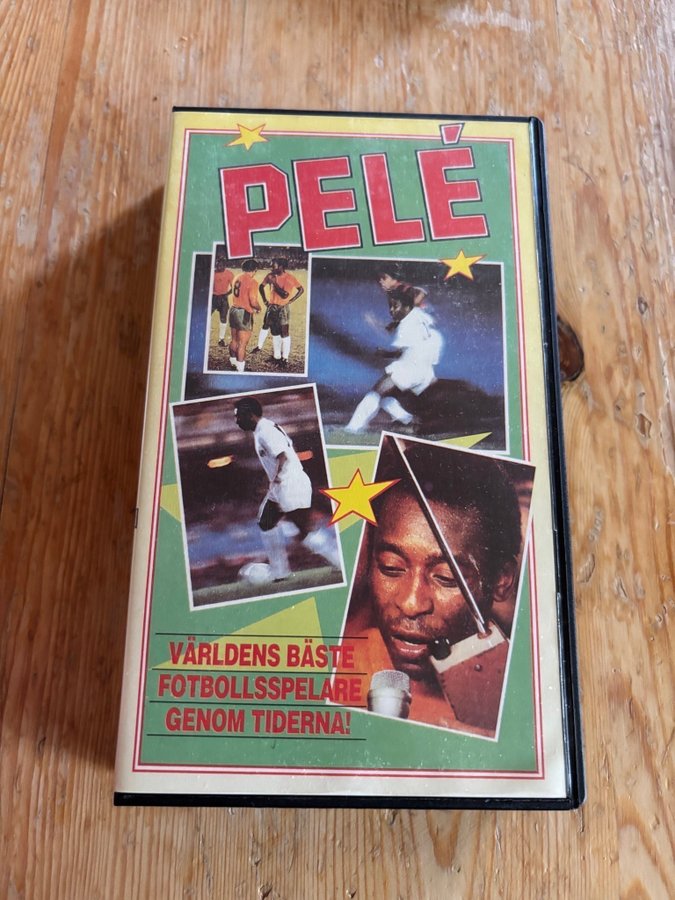 PELÉ
VÄRLDENS BÄSTE
FOTBOLLSSPELARE
GENOM TIDERNA!